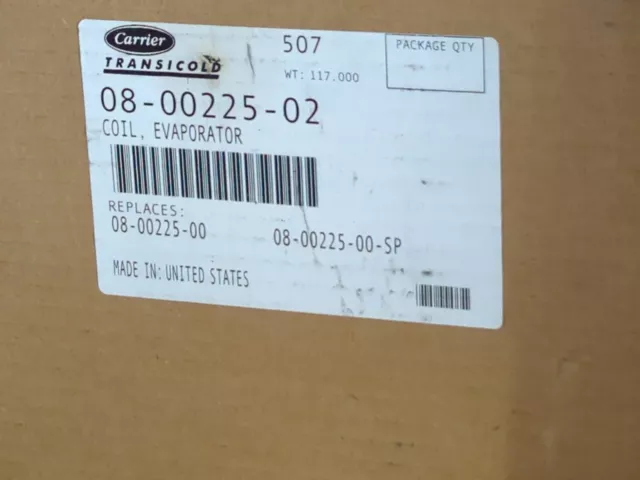 Carrier
TRANSICOLD
507
WT: 117.000
PACKAGE QTY
08-00225-02
COIL, EVAPORATOR
REPLACES:
08-00225-00 08-00225-00-SP
MADE IN: UNITED STATES